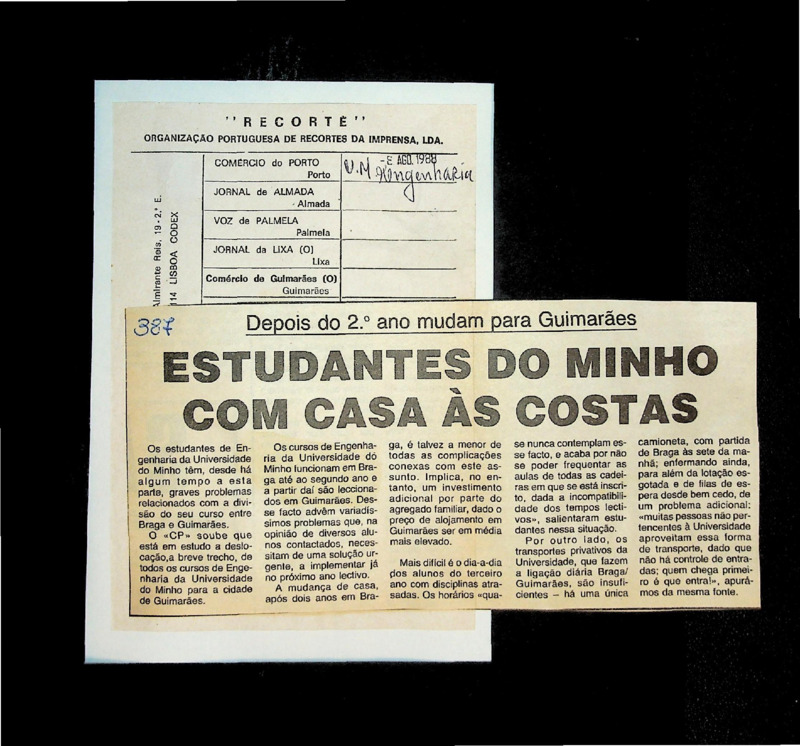 "RECORTE"
ORGANIZAÇÃO PORTUGUESA DE RECORTES DA IMPRENSA, LDA.
Almirante Reis, 19-2.º E.
114 LISBOA CODEX
COMÉRCIO do PORTO
Porto
- AGO. 1988
U.M
Engenharia
JORNAL de ALMADA
Almada
VOZ de PALMELA
Palmela
JORNAL da LIXA (O)
Lixa
Comércio de Guimarães (O)
Guimarães
387
Depois do 2.º ano mudam para Guimarães
ESTUDANTES DO MINHO
COM CASA ÀS COSTAS
Os estudantes de En-
genharia da Universidade
do Minho têm, desde há
algum tempo a esta
parte, graves problemas
relacionados com a divi-
são do seu curso entre
Braga e Guimarães.
O «CP» soube que
está em estudo a deslo-
cação,a breve trecho, de
todos os cursos de Enge-
nharia da Universidade
do Minho para a cidade
de Guimarães.
Os cursos de Engenha-
ria da Universidade do
Minho funcionam em Bra-
ga até ao segundo ano e
a partir daí são lecciona-
dos em Guimarães. Des-
se facto advêm variadís-
simos problemas que, na
opinião de diversos alu-
nos contactados, neces-
sitam de uma solução ur-
gente, a implementar já
no próximo ano lectivo.
A mudança de casa,
após dois anos em Bra-
ga, é talvez a menor de
todas as complicações
conexas com este as-
sunto. Implica, no en-
tanto, um investimento
adicional por parte do
agregado familiar, dado o
preço de alojamento em
Guimarães ser em média
mais elevado.
Mais difícil é o dia-a-dia
dos alunos do terceiro
ano com disciplinas atra-
sadas. Os horários «qua-
se nunca contemplam es-
se facto, e acaba por não
se poder frequentar as
aulas de todas as cadei-
ras em que se está inscri-
to, dada a incompatibili-
dade dos tempos lecti-
vos», salientaram estu-
dantes nessa situação.
Por outro lado, os
transportes privativos da
Universidade, que fazem
a ligação diária Braga/
Guimarães, são insufi-
cientes – há uma única
camioneta, com partida
de Braga às sete da ma-
nhã; enfermando ainda,
para além da lotação es-
gotada e de filas de es-
pera desde bem cedo, de
um problema adicional:
«muitas pessoas não per-
tencentes à Universidade
aproveitam essa forma
de transporte, dado que
não há controle de entra-
das; quem chega primei-
ro é que entra!», apurá-
mos da mesma fonte.